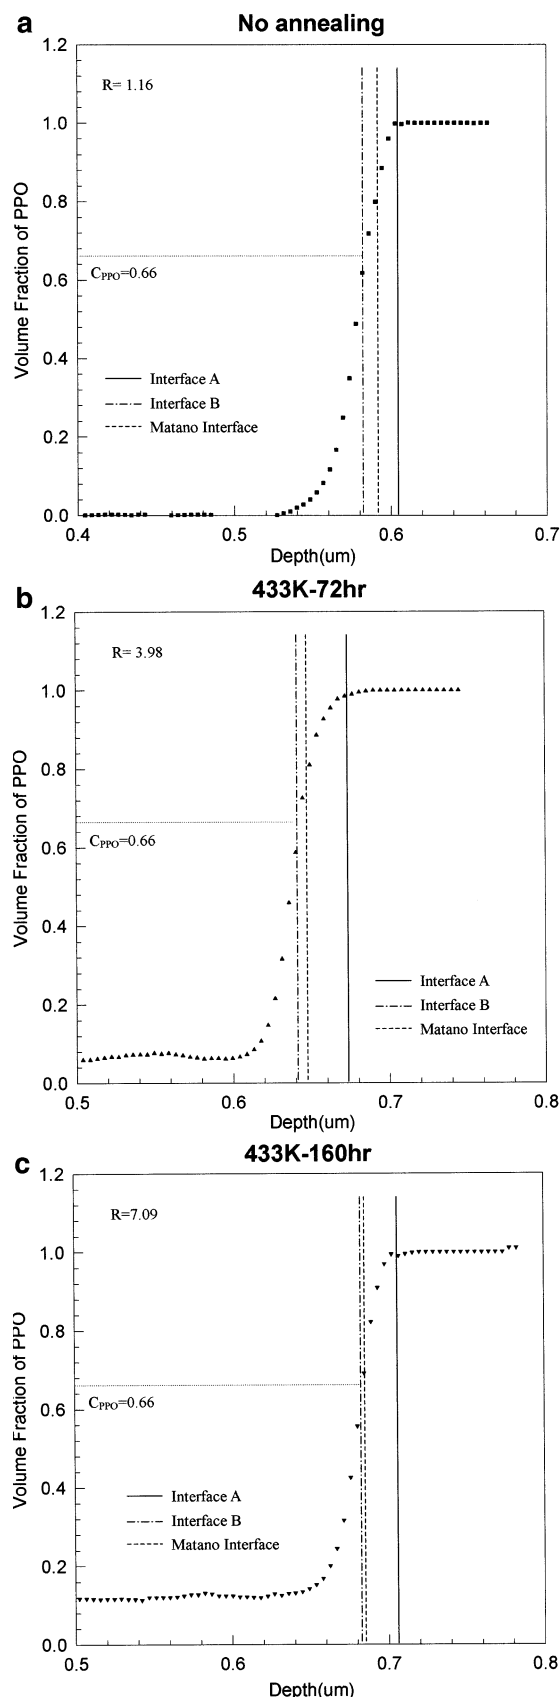 a
No annealing
1.2
R= 1.16
1.0
0.8
C_PPO=0.66
0.6
Volume Fraction of PPO
Interface A
0.4
Interface B
Matano Interface
0.2
0.0
0.4 0.5 0.6 0.7
Depth(um)
b
433K-72hr
1.2
R= 3.98
1.0
0.8
C_PPO=0.66
0.6
Volume Fraction of PPO
0.4
Interface A
Interface B
0.2
Matano Interface
0.0
0.5 0.6 0.7 0.8
Depth(um)
c
433K-160hr
1.2
R=7.09
1.0
0.8
C_PPO=0.66
0.6
Volume Fraction of PPO
0.4
Interface A
Interface B
Matano Interface
0.2
0.0
0.5 0.6 0.7 0.8
Depth(um)